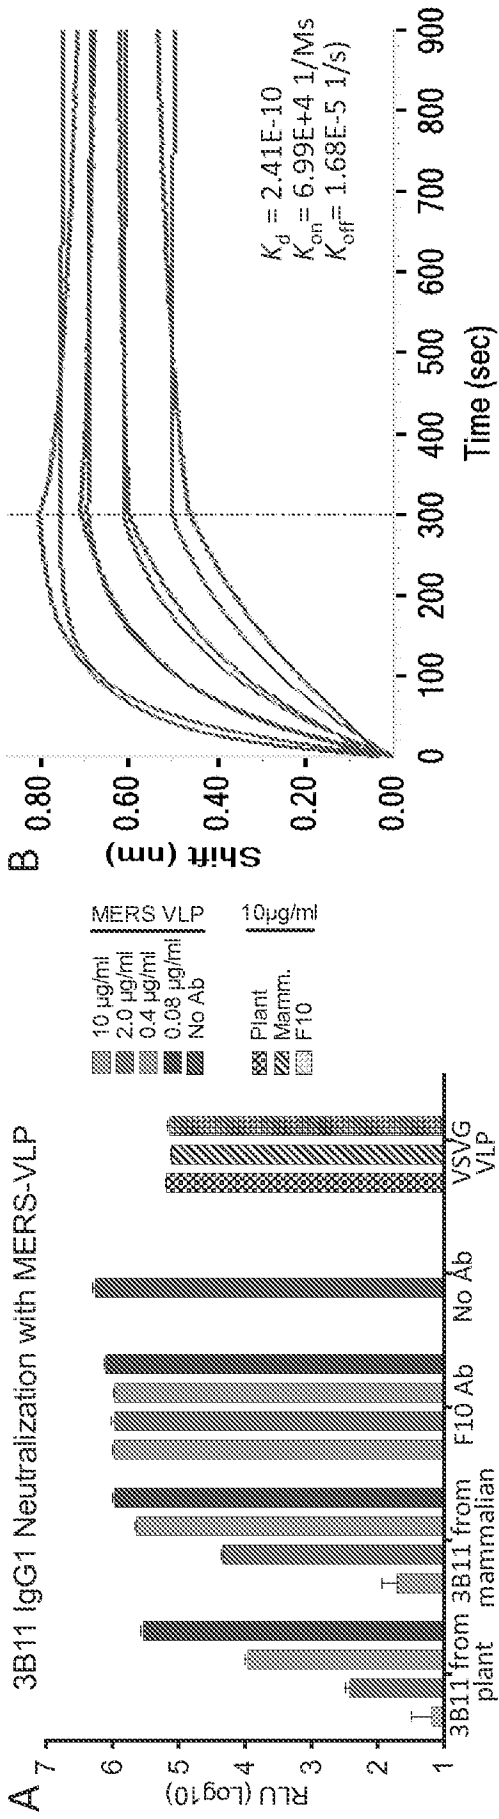 A
3B11 IgG1 Neutralization with MERS-VLP
RLU (Log10)
7
6
5
4
3
2
1
3B11'from
plant
3B11'from
mammalian
F10 Ab
No Ab
VSVG
VLP
10 µg/ml
2.0 µg/ml
0.4 µg/ml
0.08 µg/ml
No Ab
MERS VLP
Plant
Mamm.
F10
10µg/ml
B
Shift (nm)
0.80
0.60
0.40
0.20
0.00
0 100 200 300 400 500 600 700 800 900
Time (sec)
Kd = 2.41E-10
Kon = 6.99E+4 1/Ms
Koff = 1.68E-5 1/s)